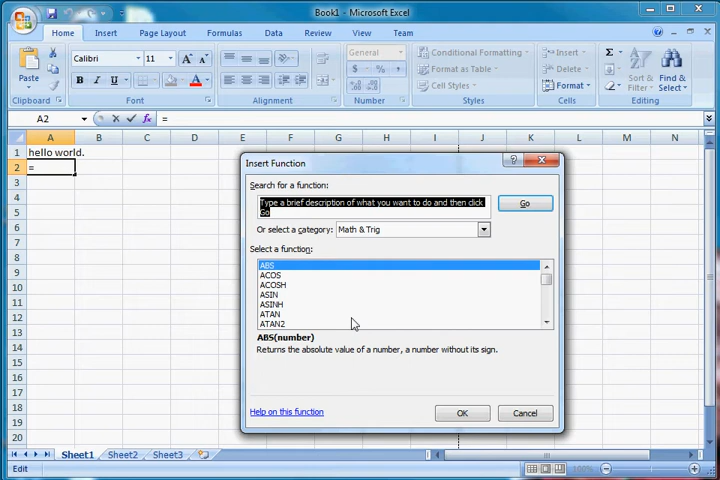 Book1 - Microsoft Excel
Home Insert Page Layout Formulas Data Review View Team
Paste
Clipboard
Calibri 11
B I U
Font
Alignment
General
$ % ,
Number
Conditional Formatting
Format as Table
Cell Styles
Styles
Insert
Delete
Format
Cells
Σ
Sort & Filter
Find & Select
Editing
A2 fx =
A B C D E F G H I J K L M N
1 hello world.
2 =
3
4
5
6
7
8
9
10
11
12
13
14
15
16
17
18
19
20
Insert Function
?
Search for a function:
Type a brief description of what you want to do and then click
Go
Go
Or select a category: Math & Trig
Select a function:
ABS
ACOS
ACOSH
ASIN
ASINH
ATAN
ATAN2
ABS(number)
Returns the absolute value of a number, a number without its sign.
Help on this function
OK Cancel
Sheet1 Sheet2 Sheet3
Edit 100%